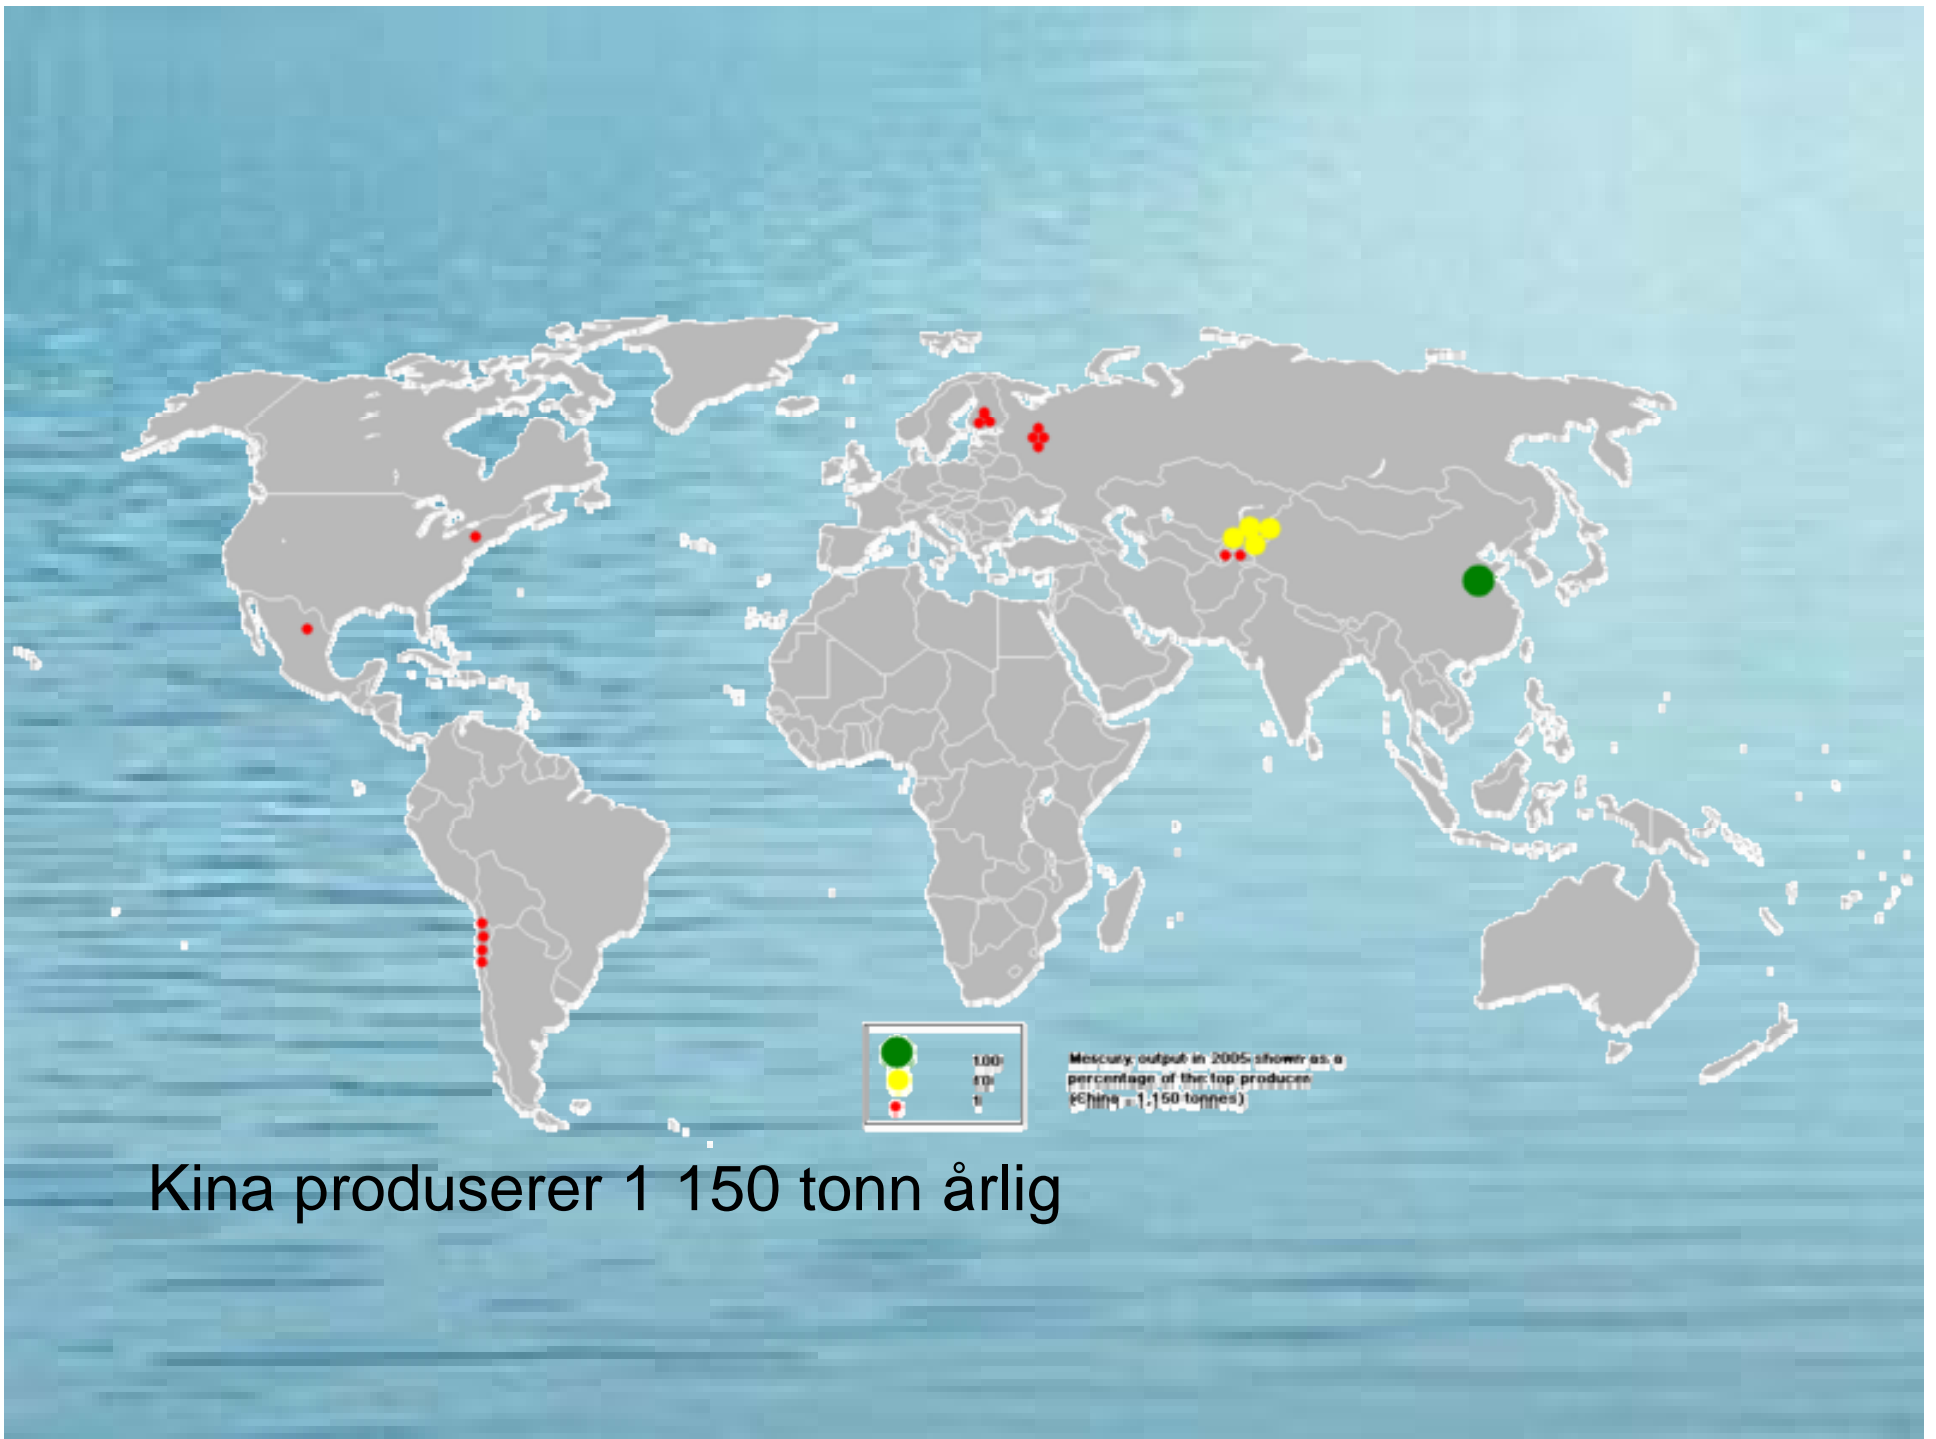 100
10
1
Mercury output in 2005 shown as a
percentage of the top producer
(China - 1,150 tonnes)
Kina produserer 1 150 tonn årlig